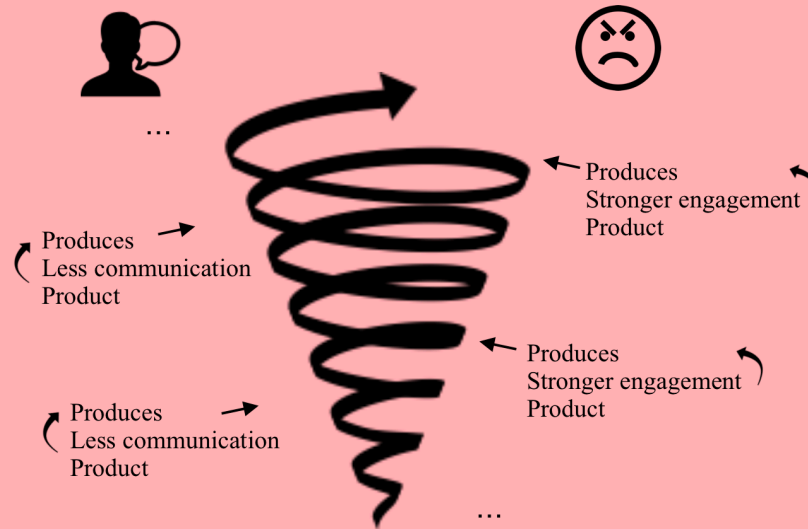 ...
Produces
Stronger engagement
Product
Produces
Less communication
Product
Produces
Stronger engagement
Product
Produces
Less communication
Product
...